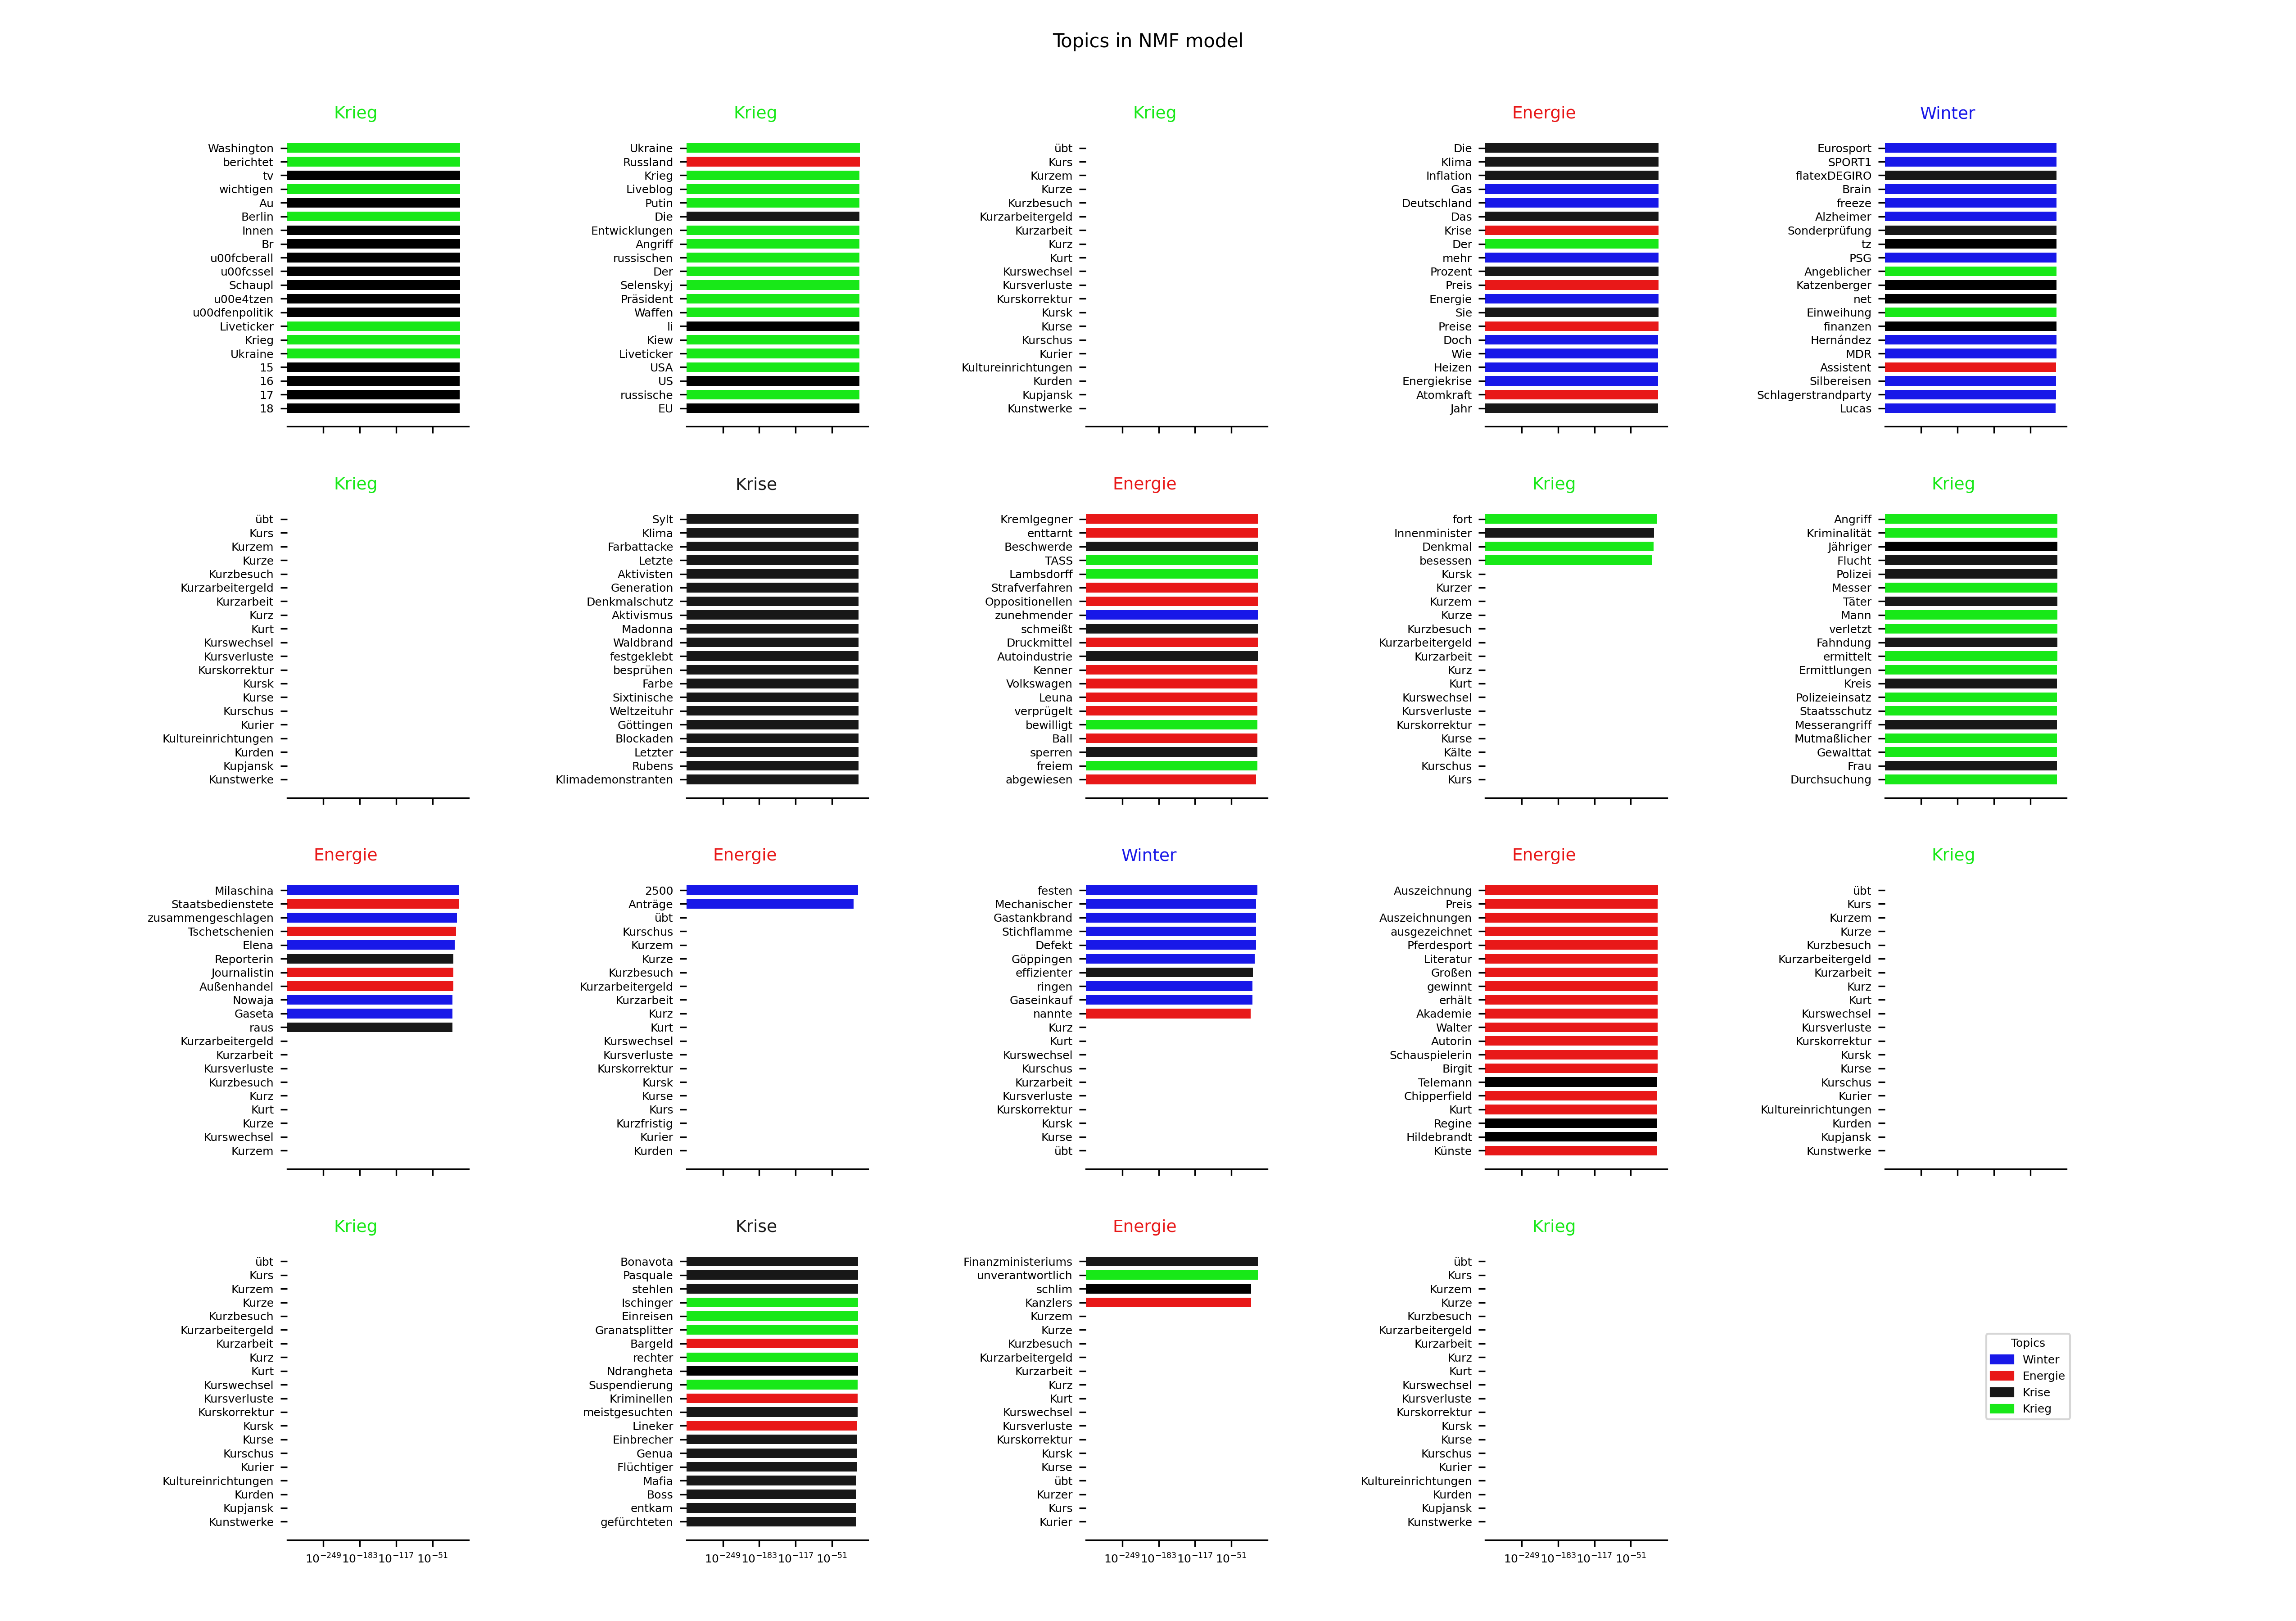 Topics in NMF model
Krieg
Washington
berichtet
tv
wichtigen
Au
Berlin
Innen
Br
u00fcberall
u00fcssel
Schaupl
u00e4tzen
u00dfenpolitik
Liveticker
Krieg
Ukraine
15
16
17
18
Krieg
Ukraine
Russland
Krieg
Liveblog
Putin
Die
Entwicklungen
Angriff
russischen
Der
Selenskyj
Präsident
Waffen
li
Kiew
Liveticker
USA
US
russische
EU
Krieg
übt
Kurs
Kurzem
Kurze
Kurzbesuch
Kurzarbeitergeld
Kurzarbeit
Kurz
Kurt
Kurswechsel
Kursverluste
Kurskorrektur
Kursk
Kurse
Kurschus
Kurier
Kultureinrichtungen
Kurden
Kupjansk
Kunstwerke
Energie
Die
Klima
Inflation
Gas
Deutschland
Das
Krise
Der
mehr
Prozent
Preis
Energie
Sie
Preise
Doch
Wie
Heizen
Energiekrise
Atomkraft
Jahr
Winter
Eurosport
SPORT1
flatexDEGIRO
Brain
freeze
Alzheimer
Sonderprüfung
tz
PSG
Angeblicher
Katzenberger
net
Einweihung
finanzen
Hernández
MDR
Assistent
Silbereisen
Schlagerstrandparty
Lucas
Krieg
übt
Kurs
Kurzem
Kurze
Kurzbesuch
Kurzarbeitergeld
Kurzarbeit
Kurz
Kurt
Kurswechsel
Kursverluste
Kurskorrektur
Kursk
Kurse
Kurschus
Kurier
Kultureinrichtungen
Kurden
Kupjansk
Kunstwerke
Krise
Sylt
Klima
Farbattacke
Letzte
Aktivisten
Generation
Denkmalschutz
Aktivismus
Madonna
Waldbrand
festgeklebt
besprühen
Farbe
Sixtinische
Weltzeituhr
Göttingen
Blockaden
Letzter
Rubens
Klimademonstranten
Energie
Kremlgegner
enttarnt
Beschwerde
TASS
Lambsdorff
Strafverfahren
Oppositionellen
zunehmender
schmeißt
Druckmittel
Autoindustrie
Kenner
Volkswagen
Leuna
verprügelt
bewilligt
Ball
sperren
freiem
abgewiesen
Krieg
fort
Innenminister
Denkmal
besessen
Kursk
Kurzer
Kurzem
Kurze
Kurzbesuch
Kurzarbeitergeld
Kurzarbeit
Kurz
Kurt
Kurswechsel
Kursverluste
Kurskorrektur
Kurse
Kälte
Kurschus
Kurs
Krieg
Angriff
Kriminalität
Jähriger
Flucht
Polizei
Messer
Täter
Mann
verletzt
Fahndung
ermittelt
Ermittlungen
Kreis
Polizeieinsatz
Staatsschutz
Messerangriff
Mutmaßlicher
Gewalttat
Frau
Durchsuchung
Energie
Milaschina
Staatsbedienstete
zusammengeschlagen
Tschetschenien
Elena
Reporterin
Journalistin
Außenhandel
Nowaja
Gaseta
raus
Kurzarbeitergeld
Kurzarbeit
Kursverluste
Kurzbesuch
Kurz
Kurt
Kurze
Kurswechsel
Kurzem
Energie
2500
Anträge
übt
Kurschus
Kurzem
Kurze
Kurzbesuch
Kurzarbeitergeld
Kurzarbeit
Kurz
Kurt
Kurswechsel
Kursverluste
Kurskorrektur
Kursk
Kurse
Kurs
Kurzfristig
Kurier
Kurden
Winter
festen
Mechanischer
Gastankbrand
Stichflamme
Defekt
Göppingen
effizienter
ringen
Gaseinkauf
nannte
Kurz
Kurt
Kurswechsel
Kurschus
Kurzarbeit
Kursverluste
Kurskorrektur
Kursk
Kurse
übt
Energie
Auszeichnung
Preis
Auszeichnungen
ausgezeichnet
Pferdesport
Literatur
Großen
gewinnt
erhält
Akademie
Walter
Autorin
Schauspielerin
Birgit
Telemann
Chipperfield
Kurt
Regine
Hildebrandt
Künste
Krieg
übt
Kurs
Kurzem
Kurze
Kurzbesuch
Kurzarbeitergeld
Kurzarbeit
Kurz
Kurt
Kurswechsel
Kursverluste
Kurskorrektur
Kursk
Kurse
Kurschus
Kurier
Kultureinrichtungen
Kurden
Kupjansk
Kunstwerke
Krieg
übt
Kurs
Kurzem
Kurze
Kurzbesuch
Kurzarbeitergeld
Kurzarbeit
Kurz
Kurt
Kurswechsel
Kursverluste
Kurskorrektur
Kursk
Kurse
Kurschus
Kurier
Kultureinrichtungen
Kurden
Kupjansk
Kunstwerke
10^-249 10^-183 10^-117 10^-51
Krise
Bonavota
Pasquale
stehlen
Ischinger
Einreisen
Granatsplitter
Bargeld
rechter
Ndrangheta
Suspendierung
Kriminellen
meistgesuchten
Lineker
Einbrecher
Genua
Flüchtiger
Mafia
Boss
entkam
gefürchteten
10^-249 10^-183 10^-117 10^-51
Energie
Finanzministeriums
unverantwortlich
schlim
Kanzlers
Kurzem
Kurze
Kurzbesuch
Kurzarbeitergeld
Kurzarbeit
Kurz
Kurt
Kurswechsel
Kursverluste
Kurskorrektur
Kursk
Kurse
übt
Kurzer
Kurs
Kurier
10^-249 10^-183 10^-117 10^-51
Krieg
übt
Kurs
Kurzem
Kurze
Kurzbesuch
Kurzarbeitergeld
Kurzarbeit
Kurz
Kurt
Kurswechsel
Kursverluste
Kurskorrektur
Kursk
Kurse
Kurschus
Kurier
Kultureinrichtungen
Kurden
Kupjansk
Kunstwerke
10^-249 10^-183 10^-117 10^-51
Topics
Winter
Energie
Krise
Krieg